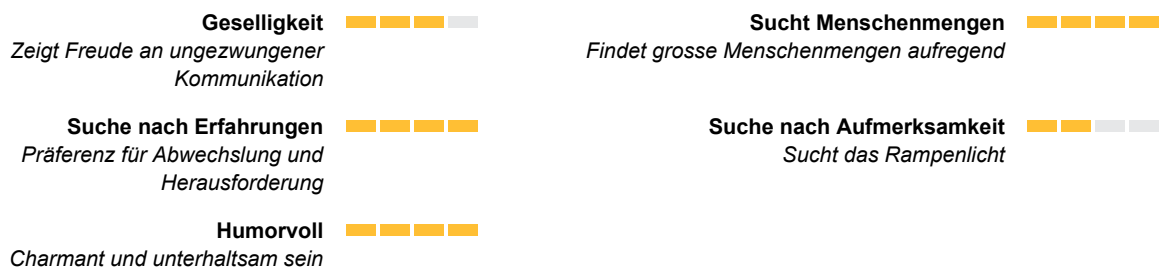 Geselligkeit
Zeigt Freude an ungezwungener
Kommunikation
Sucht Menschenmengen
Findet grosse Menschenmengen aufregend
Suche nach Erfahrungen
Präferenz für Abwechslung und
Herausforderung
Suche nach Aufmerksamkeit
Sucht das Rampenlicht
Humorvoll
Charmant und unterhaltsam sein